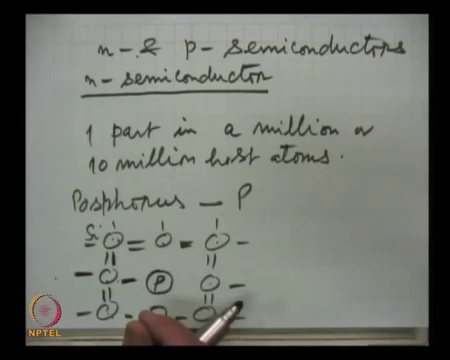 n- & p- semiconductors
n- semiconductor
1 part in a million or
10 million host atoms.
Posphorus — P
Si
P
NPTEL